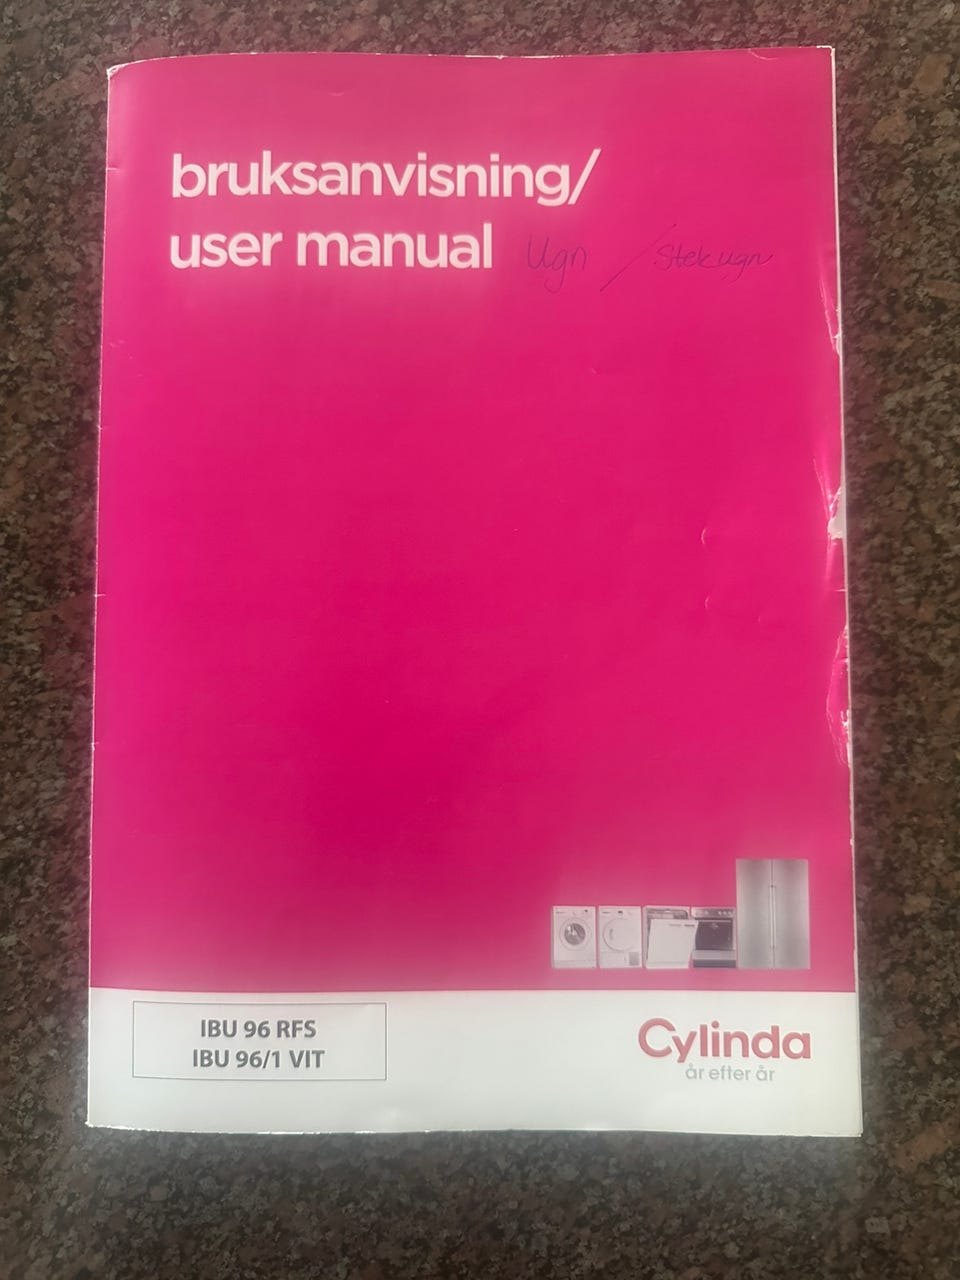 bruksanvisning/
user manual Ugn / Stekugn
IBU 96 RFS
IBU 96/1 VIT
Cylinda
år efter år